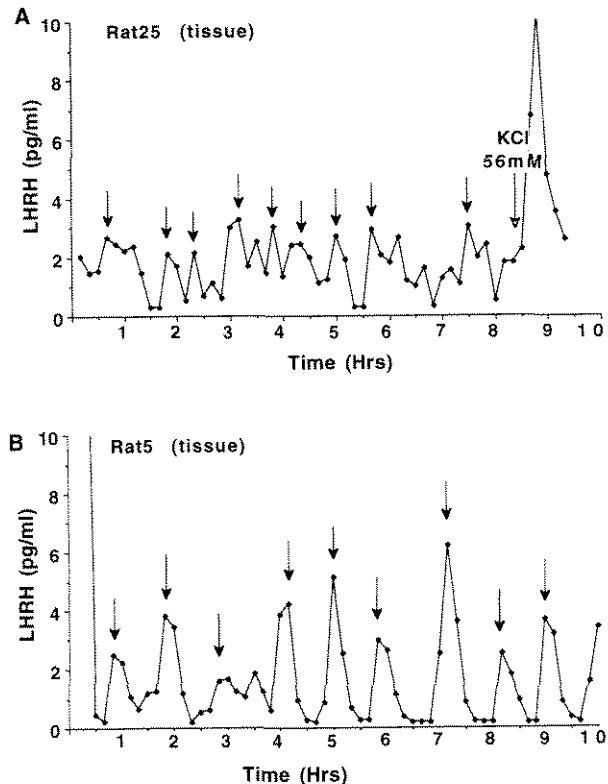 A
Rat25 (tissue)
10
8
6
4
2
0
LHRH (pg/ml)
KCl
56mM
1 2 3 4 5 6 7 8 9 10
Time (Hrs)
B
Rat5 (tissue)
10
8
6
4
2
0
LHRH (pg/ml)
1 2 3 4 5 6 7 8 9 10
Time (Hrs)